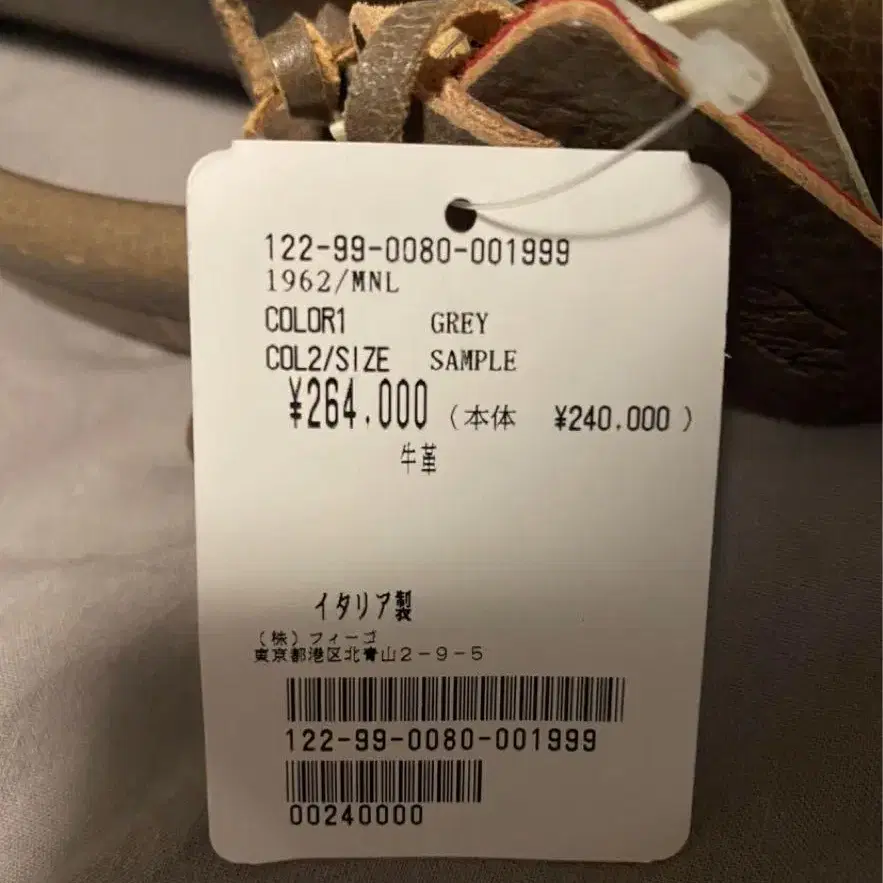 122-99-0080-001999
1962/MNL
COLOR1 GREY
COL2/SIZE SAMPLE
¥264.000 (本体 ¥240.000)
牛革
イタリア製
(株)フィーゴ
東京都港区北青山2-9-5
122-99-0080-001999
00240000